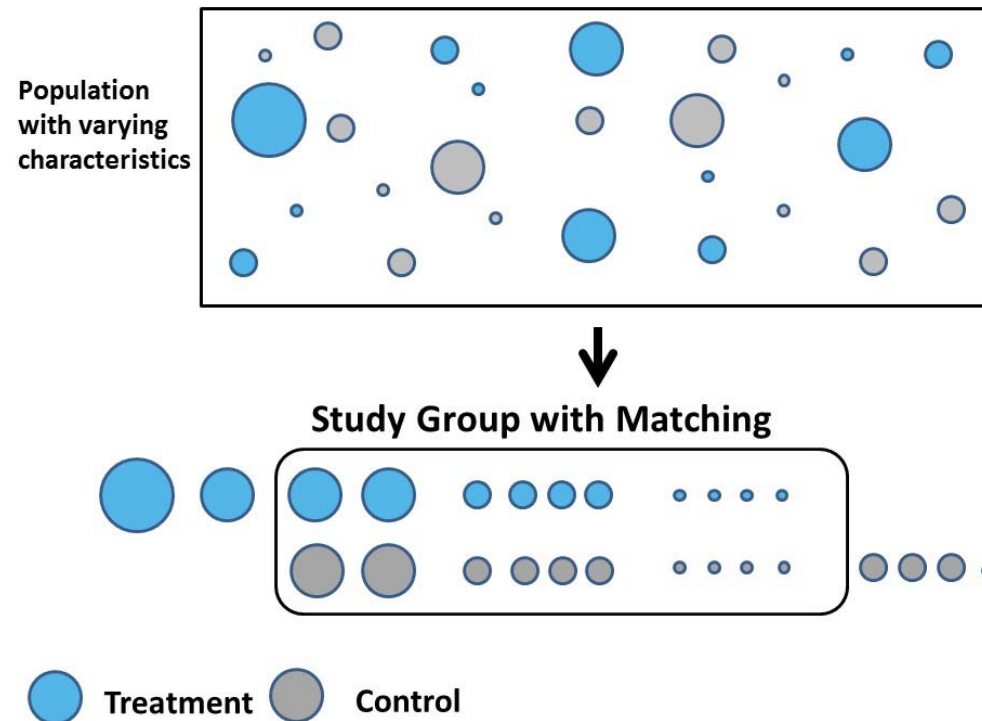 Population
with varying
characteristics
Study Group with Matching
Treatment Control